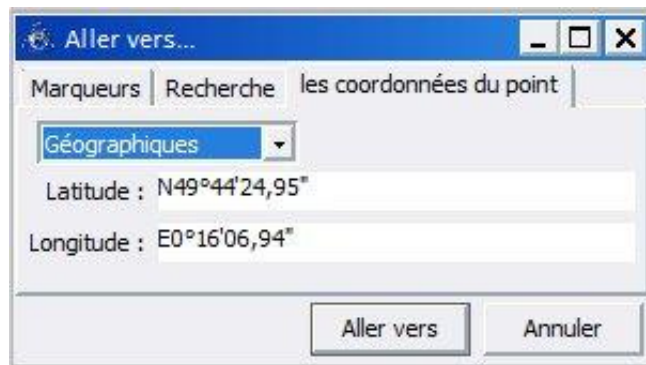 Aller vers...
Marqueurs Recherche les coordonnées du point
Géographiques
Latitude : N49°44'24,95"
Longitude : E0°16'06,94"
Aller vers Annuler